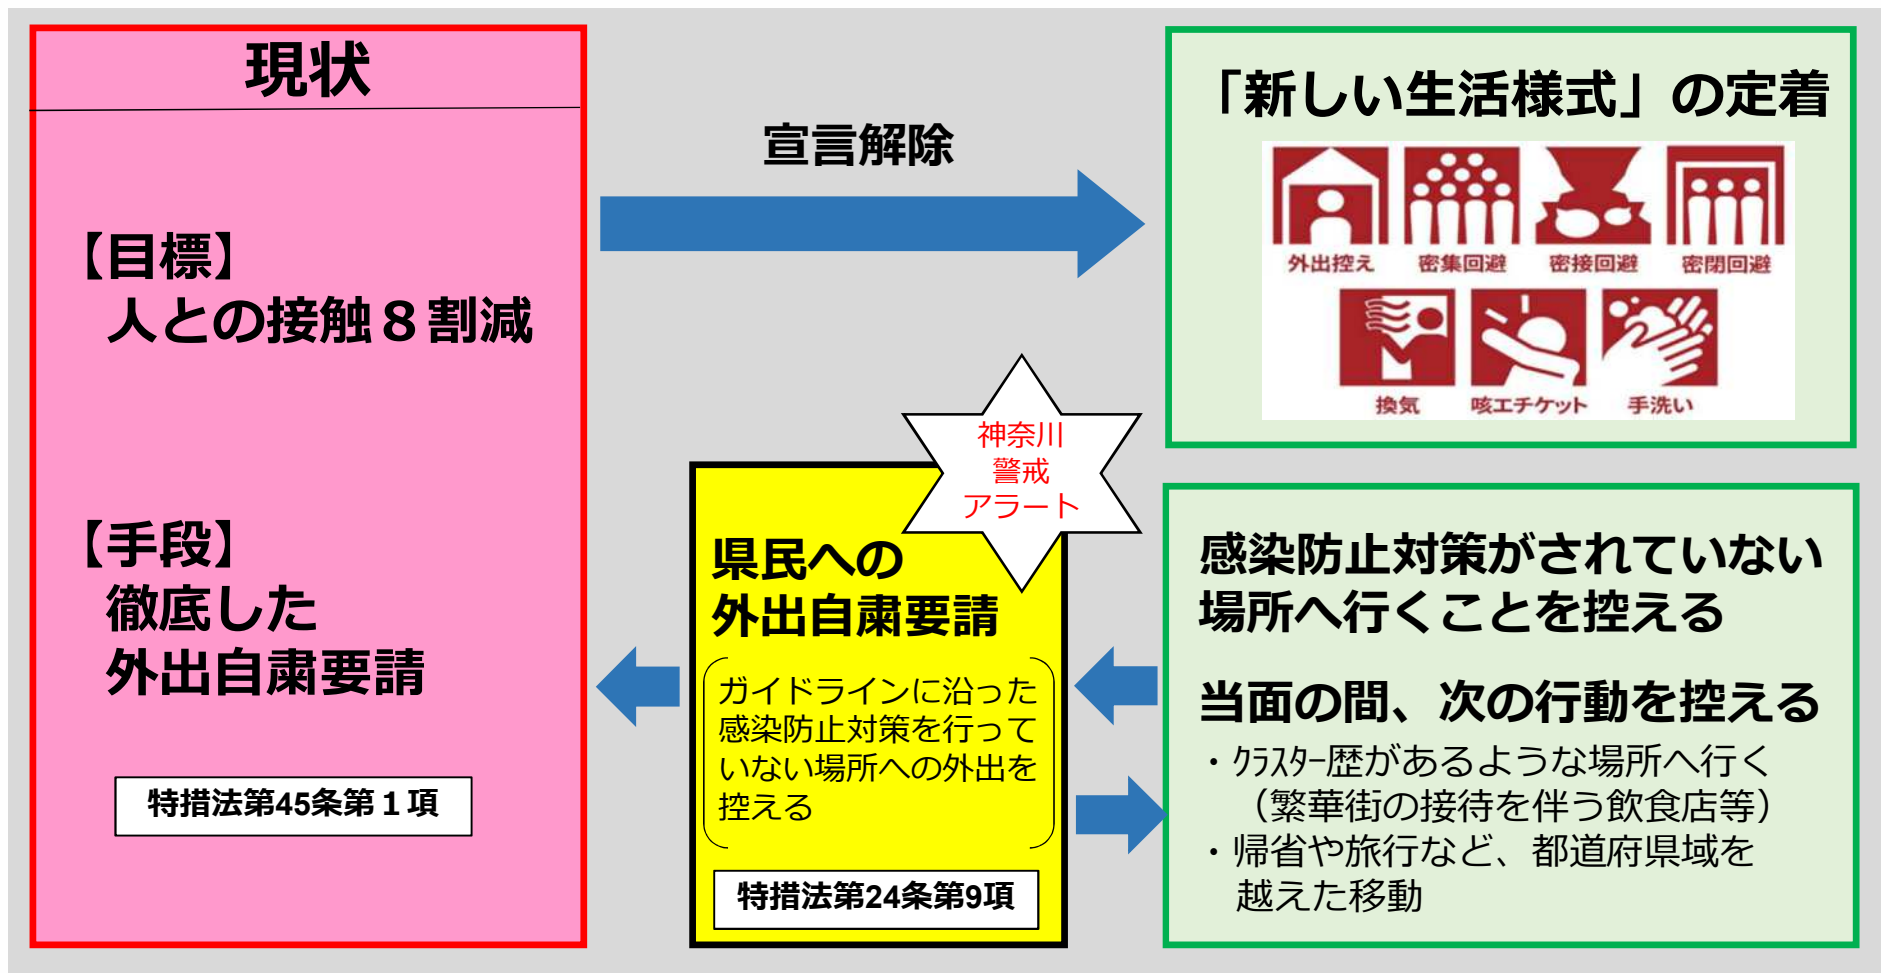 現状
【目標】
人との接触８割減
【手段】
徹底した
外出自粛要請
特措法第45条第１項
宣言解除
「新しい生活様式」の定着
外出控え
密集回避
密接回避
密閉回避
換気
咳エチケット
手洗い
神奈川
警戒
アラート
県民への
外出自粛要請
ガイドラインに沿った
感染防止対策を行って
いない場所への外出を
控える
特措法第24条第9項
感染防止対策がされていない
場所へ行くことを控える
当面の間、次の行動を控える
・ｸﾗｽﾀｰ歴があるような場所へ行く
（繁華街の接待を伴う飲食店等）
・帰省や旅行など、都道府県域を
越えた移動